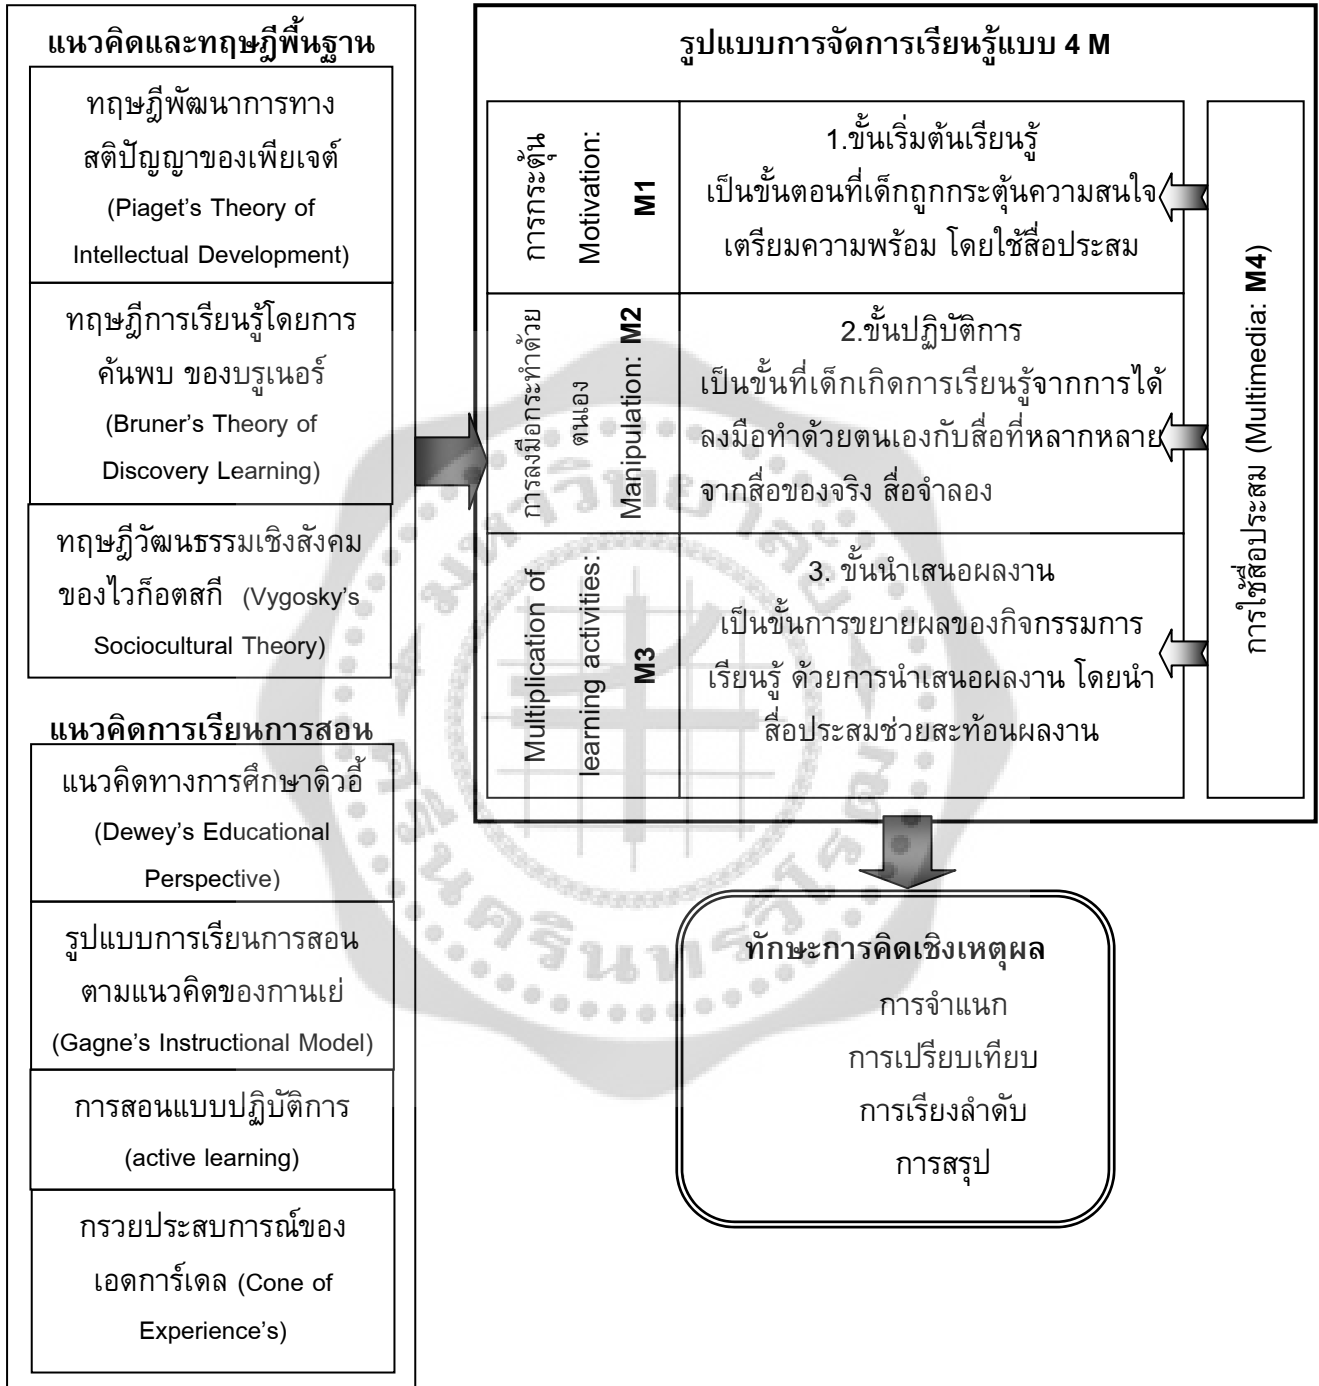 แนวคิดและทฤษฎีพื้นฐาน
ทฤษฎีพัฒนาการทาง
สติปัญญาของเพียเจต์
(Piaget's Theory of
Intellectual Development)
ทฤษฎีการเรียนรู้โดยการ
ค้นพบ ของบรูเนอร์
(Bruner's Theory of
Discovery Learning)
ทฤษฎีวัฒนธรรมเชิงสังคม
ของไวก็อตสกี (Vygosky's
Sociocultural Theory)
แนวคิดการเรียนการสอน
แนวคิดทางการศึกษาดิวอี้
(Dewey's Educational
Perspective)
รูปแบบการเรียนการสอน
ตามแนวคิดของกานเย่
(Gagne's Instructional Model)
การสอนแบบปฏิบัติการ
(active learning)
กรวยประสบการณ์ของ
เอดการ์เดล (Cone of
Experience's)
รูปแบบการจัดการเรียนรู้แบบ 4 M
การกระตุ้น
Motivation:
M1
1.ขั้นเริ่มต้นเรียนรู้
เป็นขั้นตอนที่เด็กถูกกระตุ้นความสนใจ
เตรียมความพร้อม โดยใช้สื่อประสม
การลงมือกระทำด้วย
ตนเอง
Manipulation: M2
2.ขั้นปฏิบัติการ
เป็นขั้นที่เด็กเกิดการเรียนรู้จากการได้
ลงมือทำด้วยตนเองกับสื่อที่หลากหลาย
จากสื่อของจริง สื่อจำลอง
Multiplication of
learning activities:
M3
3. ขั้นนำเสนอผลงาน
เป็นขั้นการขยายผลของกิจกรรมการ
เรียนรู้ ด้วยการนำเสนอผลงาน โดยนำ
สื่อประสมช่วยสะท้อนผลงาน
การใช้สื่อประสม (Multimedia: M4)
ทักษะการคิดเชิงเหตุผล
การจำแนก
การเปรียบเทียบ
การเรียงลำดับ
การสรุป
มหาวิทยาลัย
ศรีนครินทรวิโรฒ